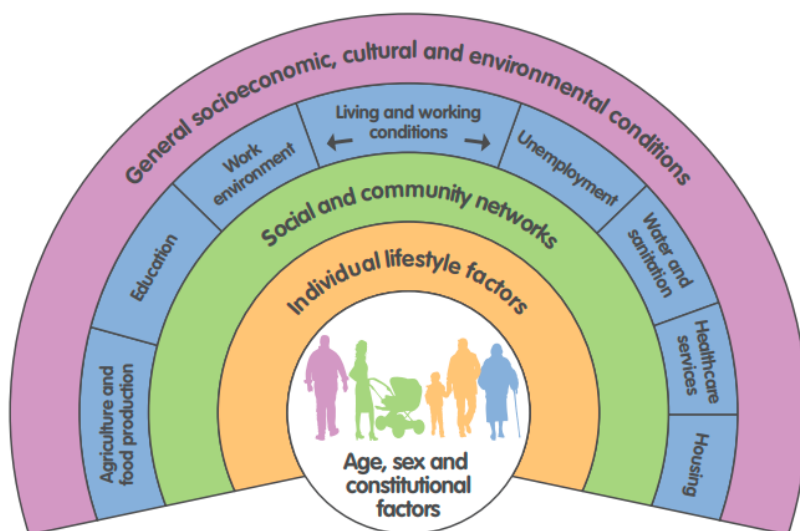 General socioeconomic, cultural and environmental conditions
Living and working
conditions
Work
environment
Unemployment
Education
Water and
sanitation
Agriculture and
food production
Healthcare
services
Housing
Social and community networks
Individual lifestyle factors
Age, sex and
constitutional
factors